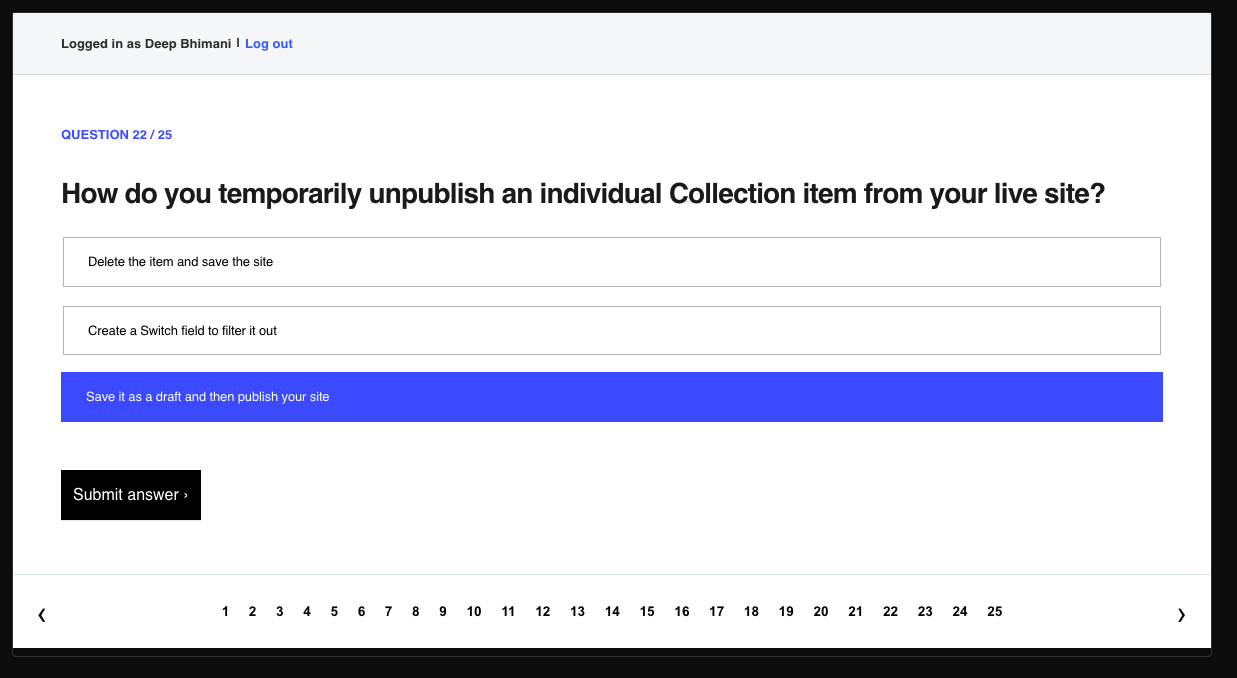 Logged in as Deep Bhimani | Log out
QUESTION 22 / 25
How do you temporarily unpublish an individual Collection item from your live site?
Delete the item and save the site
Create a Switch field to filter it out
Save it as a draft and then publish your site
Submit answer ›
❮ 1 2 3 4 5 6 7 8 9 10 11 12 13 14 15 16 17 18 19 20 21 22 23 24 25 ❯